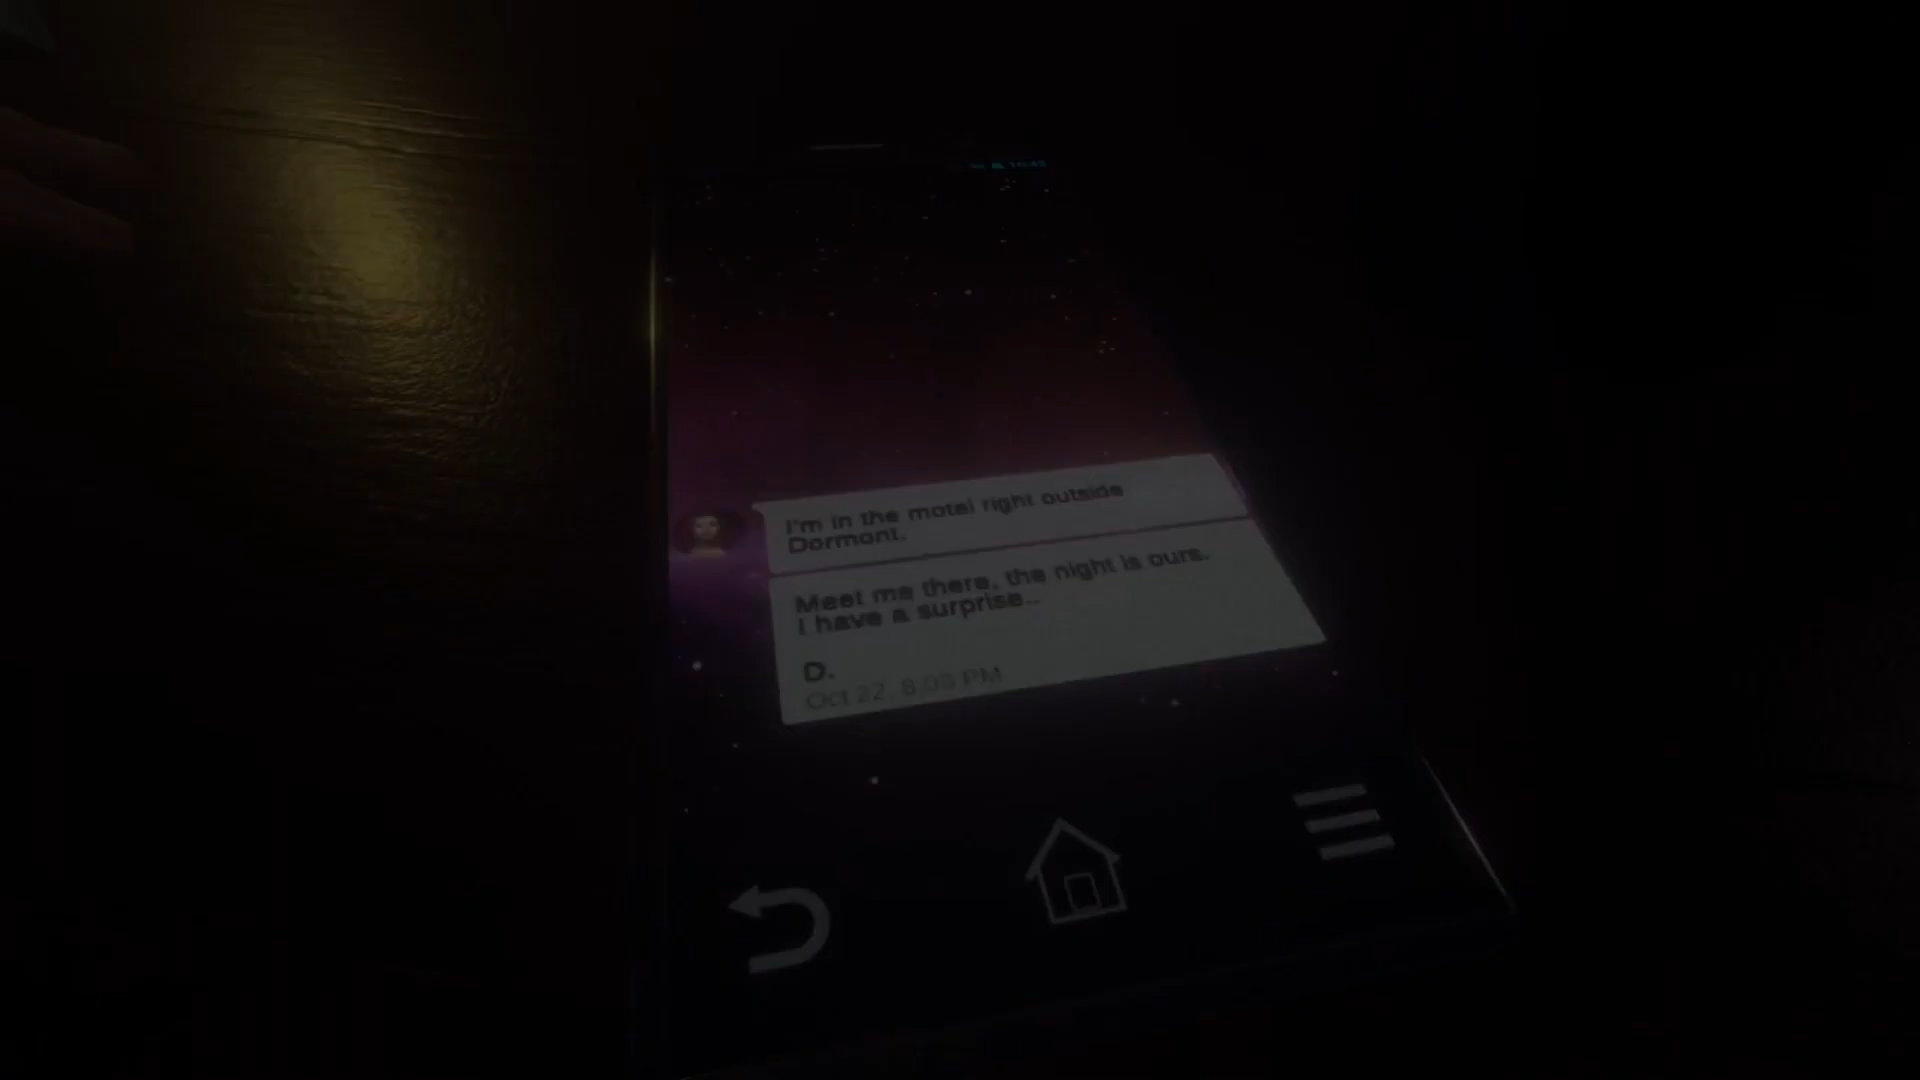 I'm in the motel right outside
Dormont.
Meet me there, the night is ours.
I have a surprise...
D.
Oct 22, 8:03 PM